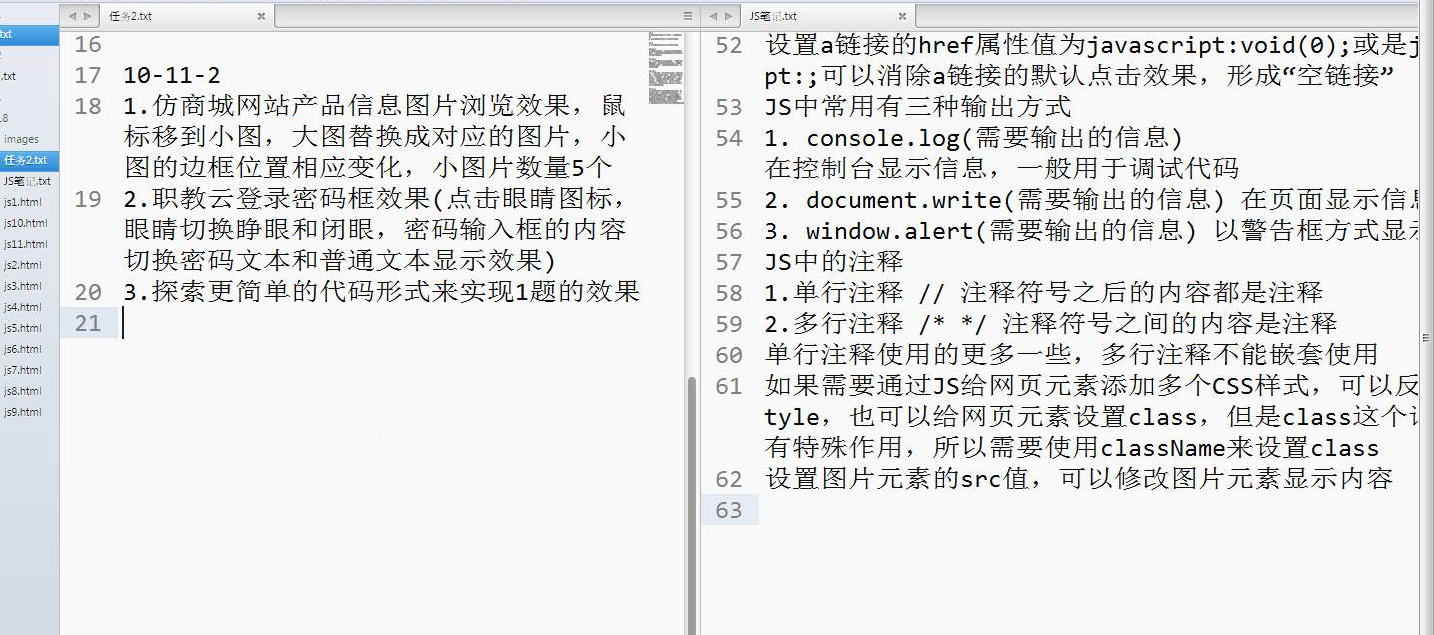 任务2.txt
JS笔记.txt
txt
.txt
images
任务2.txt
JS笔记.txt
js1.html
js10.html
js11.html
js2.html
js3.html
js4.html
js5.html
js6.html
js7.html
js8.html
js9.html
16
17 10-11-2
18 1.仿商城网站产品信息图片浏览效果，鼠
标移到小图，大图替换成对应的图片，小
图的边框位置相应变化，小图片数量5个
19 2.职教云登录密码框效果(点击眼睛图标，
眼睛切换睁眼和闭眼，密码输入框的内容
切换密码文本和普通文本显示效果)
20 3.探索更简单的代码形式来实现1题的效果
21
52 设置a链接的href属性值为javascript:void(0);或是j
pt:;可以消除a链接的默认点击效果，形成“空链接”
53 JS中常用有三种输出方式
54 1. console.log(需要输出的信息)
在控制台显示信息，一般用于调试代码
55 2. document.write(需要输出的信息) 在页面显示信
56 3. window.alert(需要输出的信息) 以警告框方式显
57 JS中的注释
58 1.单行注释 // 注释符号之后的内容都是注释
59 2.多行注释 /* */ 注释符号之间的内容是注释
60 单行注释使用的更多一些，多行注释不能嵌套使用
61 如果需要通过JS给网页元素添加多个CSS样式，可以反
tyle，也可以给网页元素设置class，但是class这个
有特殊作用，所以需要使用className来设置class
62 设置图片元素的src值，可以修改图片元素显示内容
63